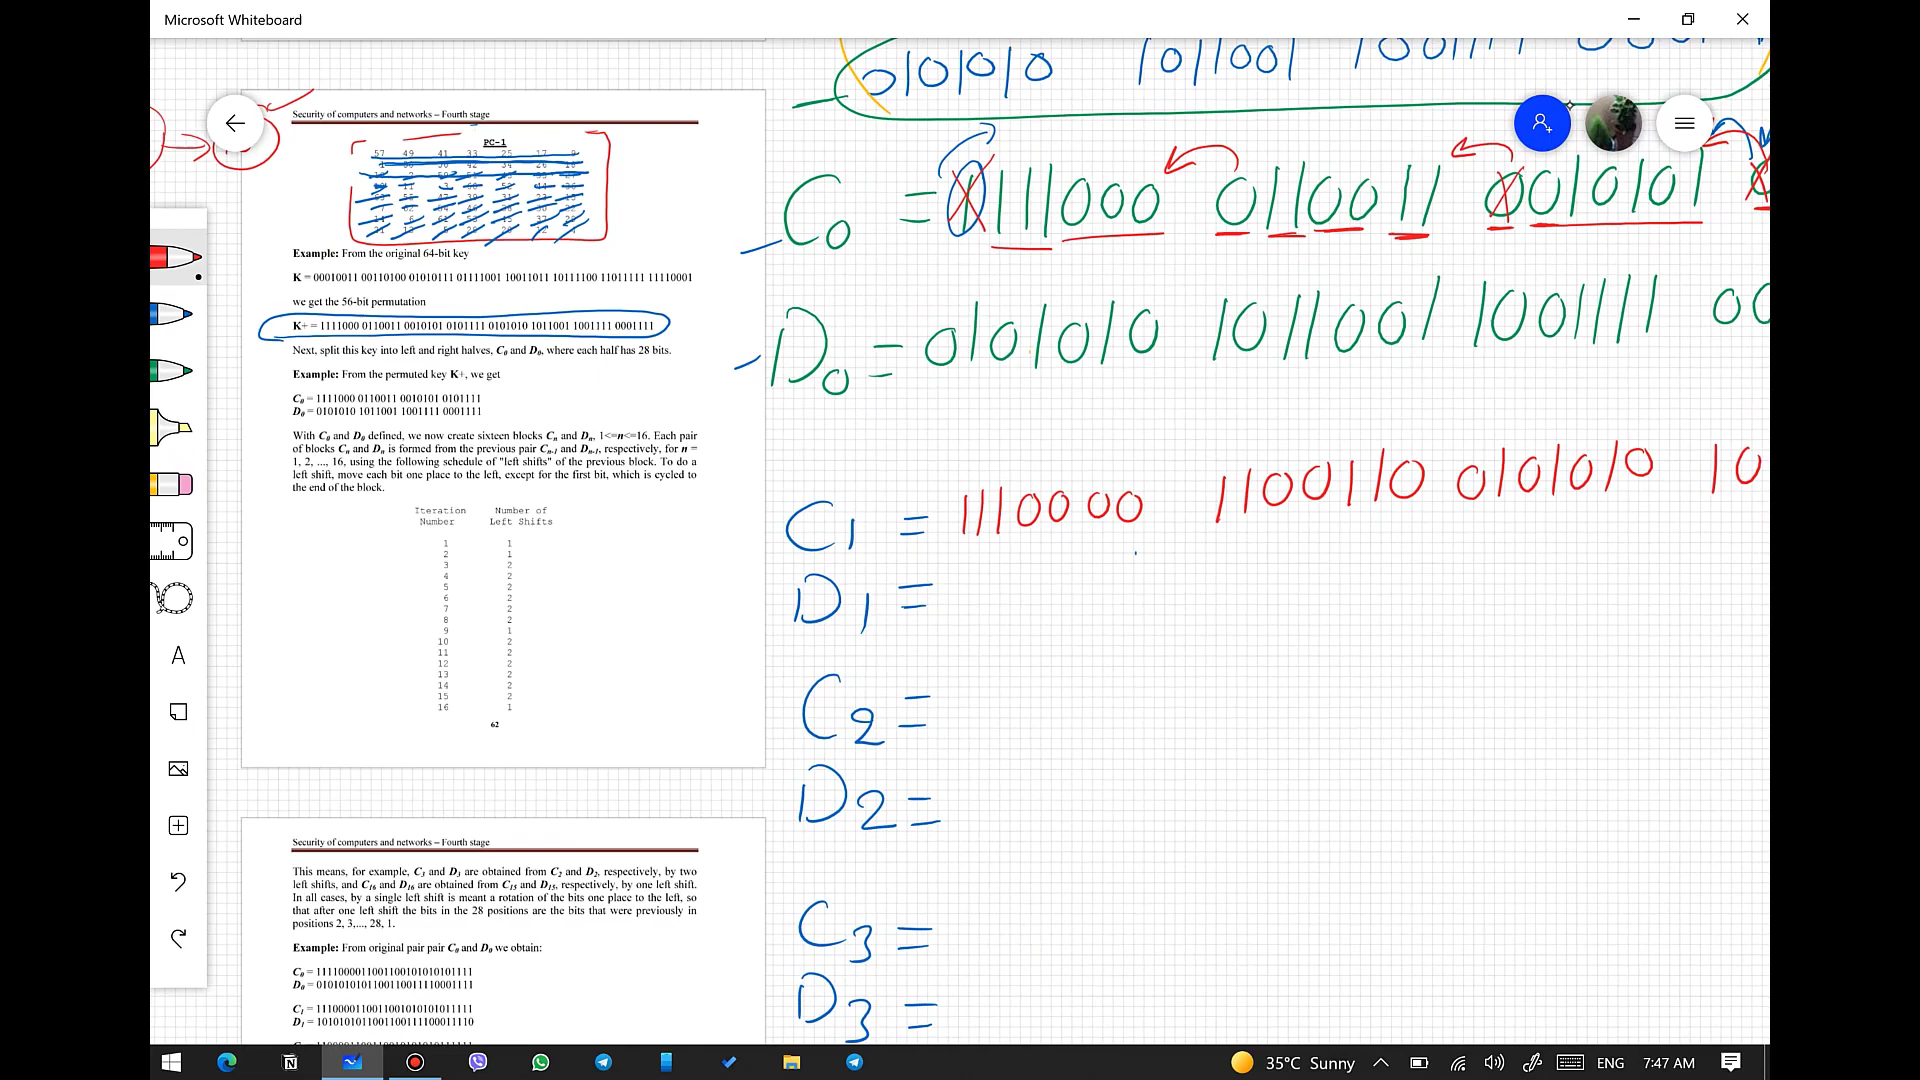 Microsoft Whiteboard
Security of computers and networks – Fourth stage
PC-1
57 49 41 33 25 17 9
Example: From the original 64-bit key
K = 00010011 00110100 01010111 01111001 10011011 10111100 11011111 11110001
we get the 56-bit permutation
K+ = 1111000 0110011 0010101 0101111 0101010 1011001 1001111 0001111
Next, split this key into left and right halves, C0 and D0, where each half has 28 bits.
Example: From the permuted key K+, we get
C0 = 1111000 0110011 0010101 0101111
D0 = 0101010 1011001 1001111 0001111
With C0 and D0 defined, we now create sixteen blocks Cn and Dn, 1<=n<=16. Each pair
of blocks Cn and Dn is formed from the previous pair Cn-1 and Dn-1, respectively, for n =
1, 2, ..., 16, using the following schedule of "left shifts" of the previous block. To do a
left shift, move each bit one place to the left, except for the first bit, which is cycled to
the end of the block.
Iteration Number of
Number Left Shifts
1 1
2 1
3 2
4 2
5 2
6 2
7 2
8 2
9 1
10 2
11 2
12 2
13 2
14 2
15 2
16 1
62
Security of computers and networks – Fourth stage
This means, for example, C3 and D3 are obtained from C2 and D2, respectively, by two
left shifts, and C16 and D16 are obtained from C15 and D15, respectively, by one left shift.
In all cases, by a single left shift is meant a rotation of the bits one place to the left, so
that after one left shift the bits in the 28 positions are the bits that were previously in
positions 2, 3,..., 28, 1.
Example: From original pair pair C0 and D0 we obtain:
C0 = 1111000011001100101010101111
D0 = 0101010101100110011110001111
C1 = 1110000110011001010101011111
D1 = 1010101011001100111100011110
0101010 1011001 1001111
C0 = 1111000 0110011 0010101
D0 = 0101010 1011001 1001111 00
C1 = 1110000 1100110 0101010 10
D1 =
C2 =
D2 =
C3 =
D3 =
A
35°C Sunny
ENG
7:47 AM